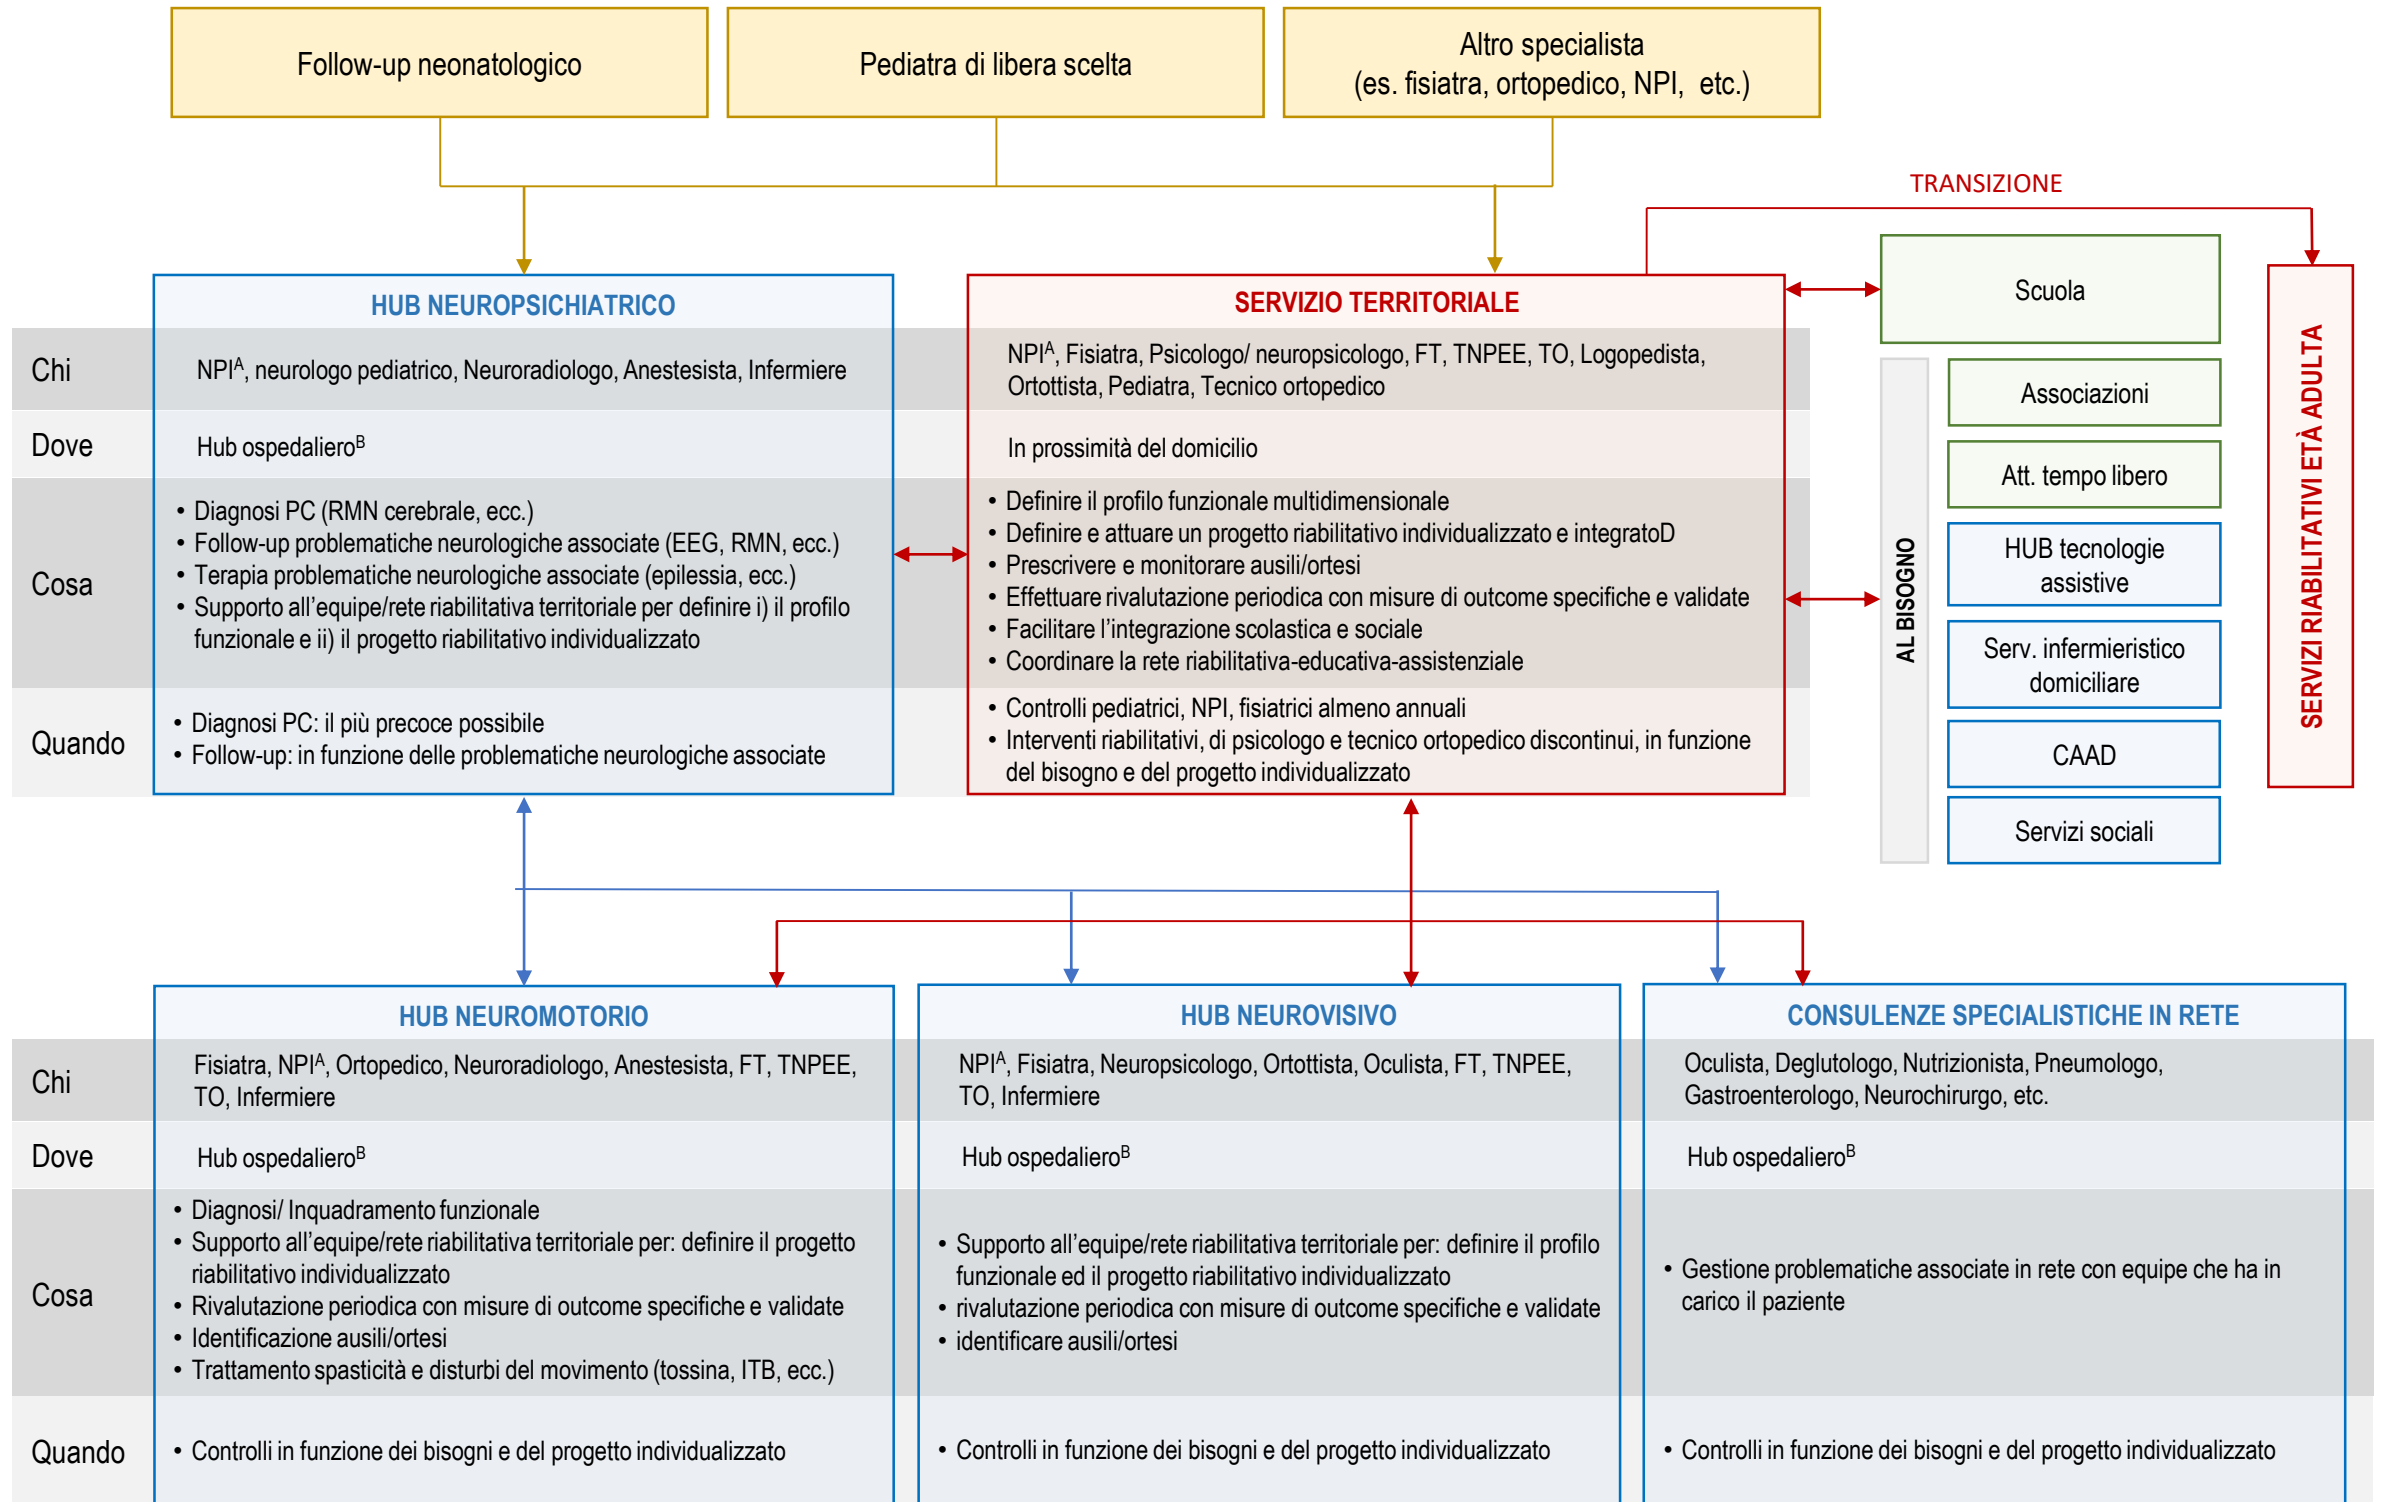 Follow-up neonatologico
Pediatra di libera scelta
Altro specialista
(es. fisiatra, ortopedico, NPI, etc.)
TRANSIZIONE
HUB NEUROPSICHIATRICO
SERVIZIO TERRITORIALE
Scuola
Chi
NPIᴬ, neurologo pediatrico, Neuroradiologo, Anestesista, Infermiere
NPIᴬ, Fisiatra, Psicologo/ neuropsicologo, FT, TNPEE, TO, Logopedista,
Ortottista, Pediatra, Tecnico ortopedico
Dove
Hub ospedalieroᴮ
In prossimità del domicilio
Cosa
• Diagnosi PC (RMN cerebrale, ecc.)
• Follow-up problematiche neurologiche associate (EEG, RMN, ecc.)
• Terapia problematiche neurologiche associate (epilessia, ecc.)
• Supporto all’equipe/rete riabilitativa territoriale per definire i) il profilo
funzionale e ii) il progetto riabilitativo individualizzato
• Definire il profilo funzionale multidimensionale
• Definire e attuare un progetto riabilitativo individualizzato e integratoD
• Prescrivere e monitorare ausili/ortesi
• Effettuare rivalutazione periodica con misure di outcome specifiche e validate
• Facilitare l’integrazione scolastica e sociale
• Coordinare la rete riabilitativa-educativa-assistenziale
Quando
• Diagnosi PC: il più precoce possibile
• Follow-up: in funzione delle problematiche neurologiche associate
• Controlli pediatrici, NPI, fisiatrici almeno annuali
• Interventi riabilitativi, di psicologo e tecnico ortopedico discontinui, in funzione
del bisogno e del progetto individualizzato
AL BISOGNO
Associazioni
Att. tempo libero
HUB tecnologie
assistive
Serv. infermieristico
domiciliare
CAAD
Servizi sociali
SERVIZI RIABILITATIVI ETÀ ADULTA
HUB NEUROMOTORIO
HUB NEUROVISIVO
CONSULENZE SPECIALISTICHE IN RETE
Chi
Fisiatra, NPIᴬ, Ortopedico, Neuroradiologo, Anestesista, FT, TNPEE,
TO, Infermiere
NPIᴬ, Fisiatra, Neuropsicologo, Ortottista, Oculista, FT, TNPEE,
TO, Infermiere
Oculista, Deglutologo, Nutrizionista, Pneumologo,
Gastroenterologo, Neurochirurgo, etc.
Dove
Hub ospedalieroᴮ
Hub ospedalieroᴮ
Hub ospedalieroᴮ
Cosa
• Diagnosi/ Inquadramento funzionale
• Supporto all’equipe/rete riabilitativa territoriale per: definire il progetto
riabilitativo individualizzato
• Rivalutazione periodica con misure di outcome specifiche e validate
• Identificazione ausili/ortesi
• Trattamento spasticità e disturbi del movimento (tossina, ITB, ecc.)
• Supporto all’equipe/rete riabilitativa territoriale per: definire il profilo
funzionale ed il progetto riabilitativo individualizzato
• rivalutazione periodica con misure di outcome specifiche e validate
• identificare ausili/ortesi
• Gestione problematiche associate in rete con equipe che ha in
carico il paziente
Quando
• Controlli in funzione dei bisogni e del progetto individualizzato
• Controlli in funzione dei bisogni e del progetto individualizzato
• Controlli in funzione dei bisogni e del progetto individualizzato